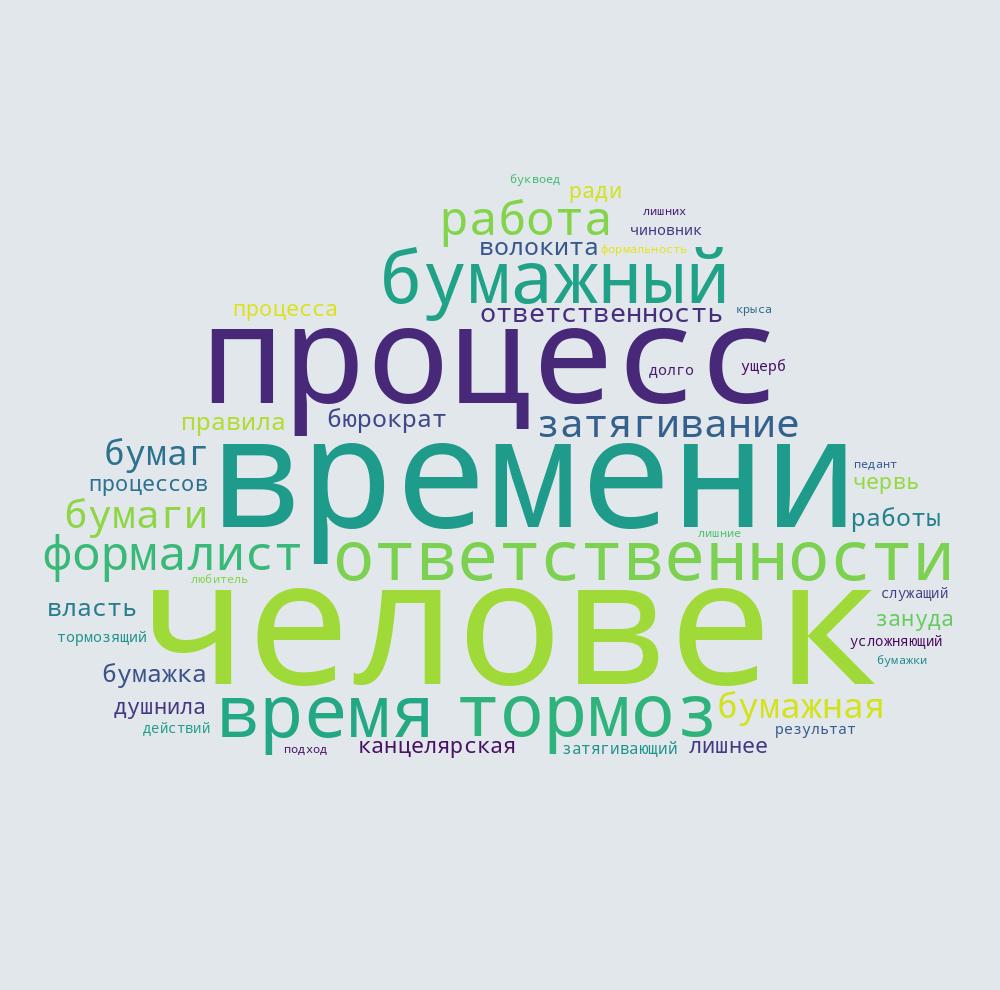 буквоед
ради
работа
лишних
чиновник
волокита
формальность
бумажный
процесса
ответственность
крыса
процесс
долго
ущерб
правила
бюрократ
затягивание
бумаг
времени
педант
процессов
червь
бумаги
работы
лишние
формалист
ответственности
любитель
человек
служащий
власть
зануда
тормозящий
усложняющий
бумажки
бумажка
душнила
время
тормоз
бумажная
действий
результат
подход
канцелярская
затягивающий
лишнее